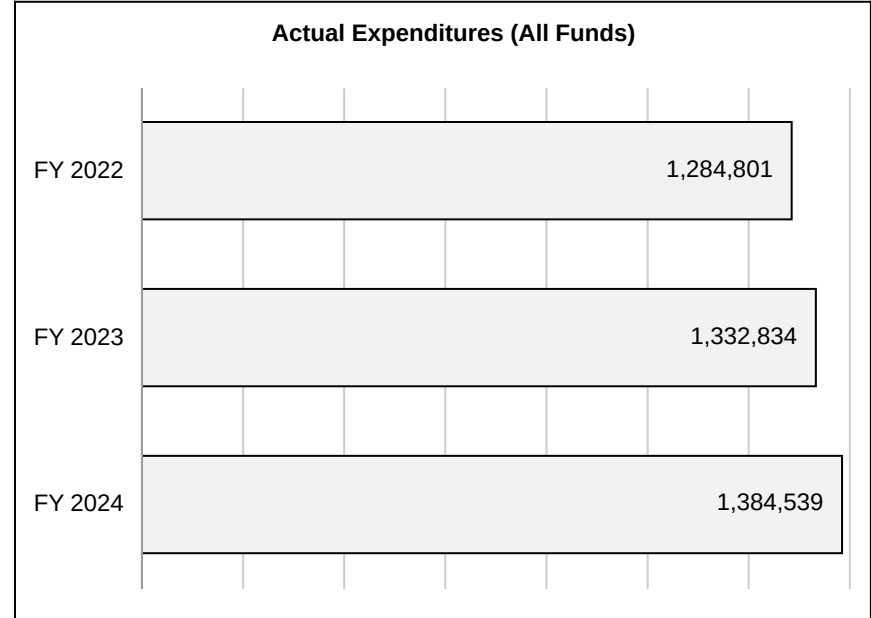 Actual Expenditures (All Funds)
FY 2022
1,284,801
FY 2023
1,332,834
FY 2024
1,384,539